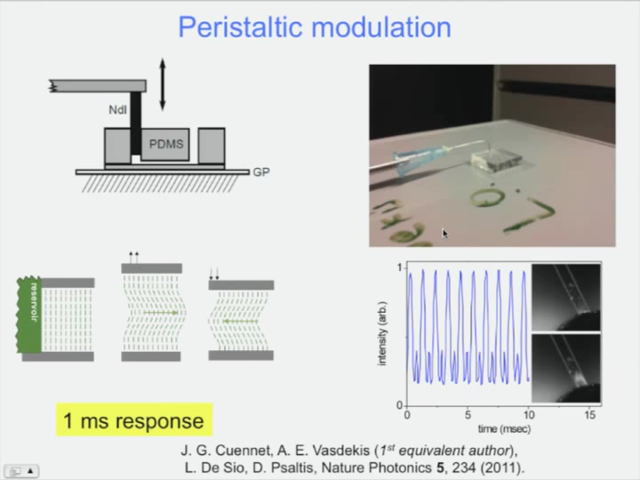 Peristaltic modulation
Ndl
PDMS
GP
reservoir
1
intensity (arb.)
0
0 5 10 15
time (msec)
1 ms response
J. G. Cuennet, A. E. Vasdekis (1st equivalent author),
L. De Sio, D. Psaltis, Nature Photonics 5, 234 (2011).